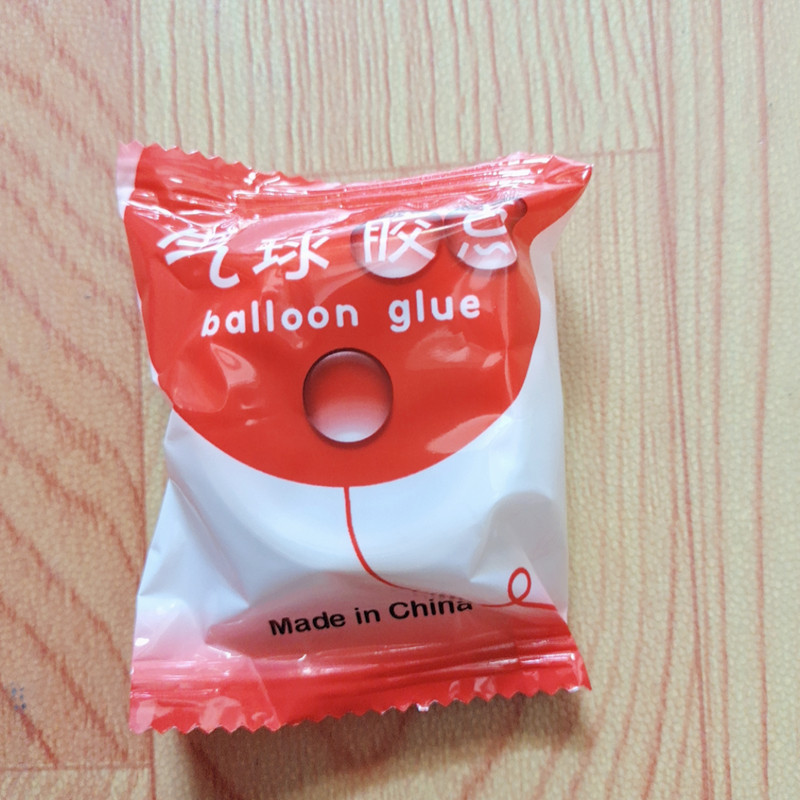 气球胶点
balloon glue
Made in China